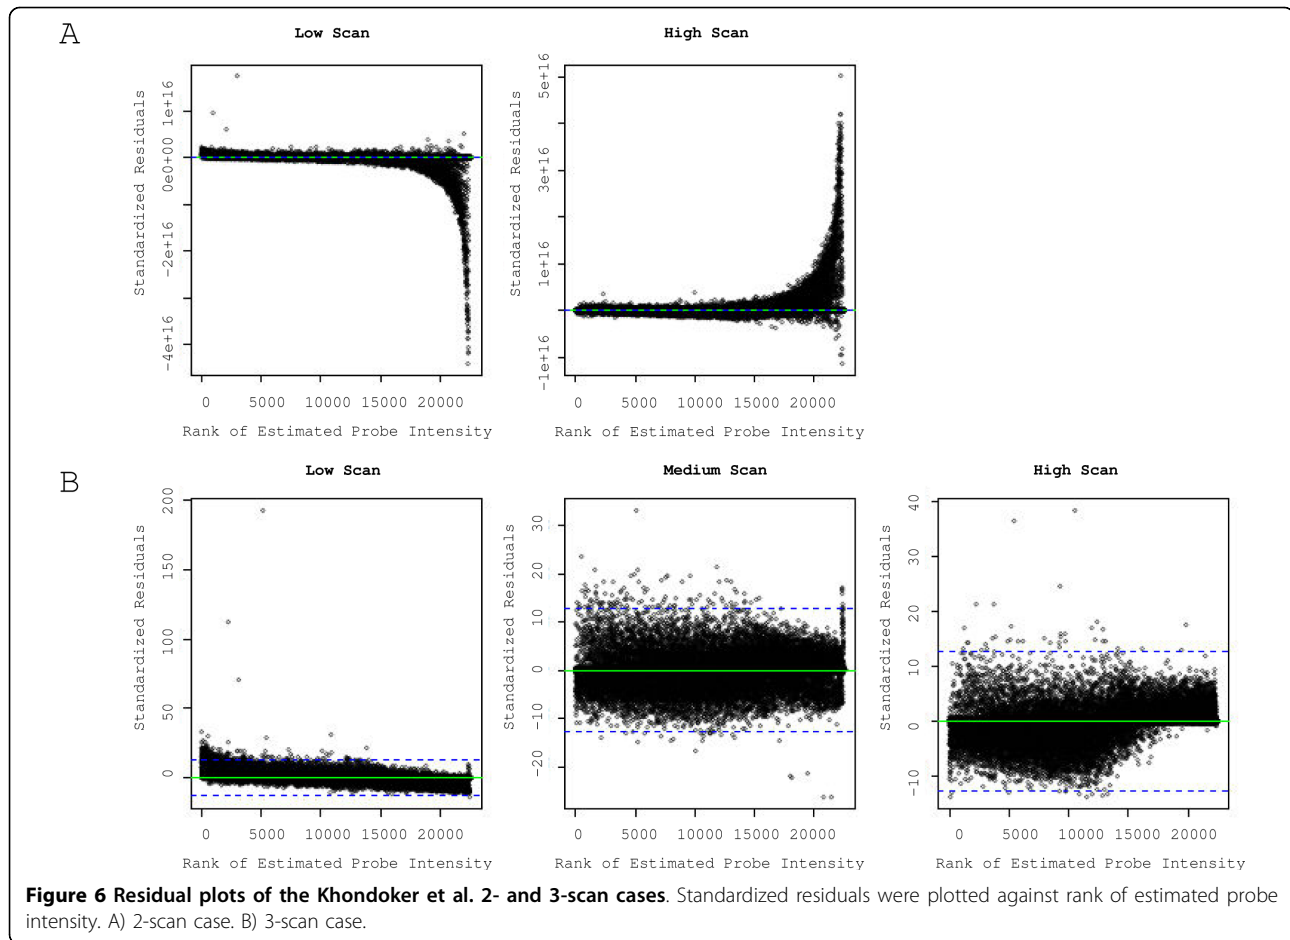 A
Low Scan
Standardized Residuals
-4e+16 -2e+16 0e+00 1e+16
0 5000 10000 15000 20000
Rank of Estimated Probe Intensity
High Scan
Standardized Residuals
-1e+16 1e+16 3e+16 5e+16
0 5000 10000 15000 20000
Rank of Estimated Probe Intensity
B
Low Scan
Standardized Residuals
0 50 100 150 200
0 5000 10000 15000 20000
Rank of Estimated Probe Intensity
Medium Scan
Standardized Residuals
-20 -10 0 10 20 30
0 5000 10000 15000 20000
Rank of Estimated Probe Intensity
High Scan
Standardized Residuals
-10 0 10 20 30 40
0 5000 10000 15000 20000
Rank of Estimated Probe Intensity
Figure 6 Residual plots of the Khondoker et al. 2- and 3-scan cases. Standardized residuals were plotted against rank of estimated probe
intensity. A) 2-scan case. B) 3-scan case.